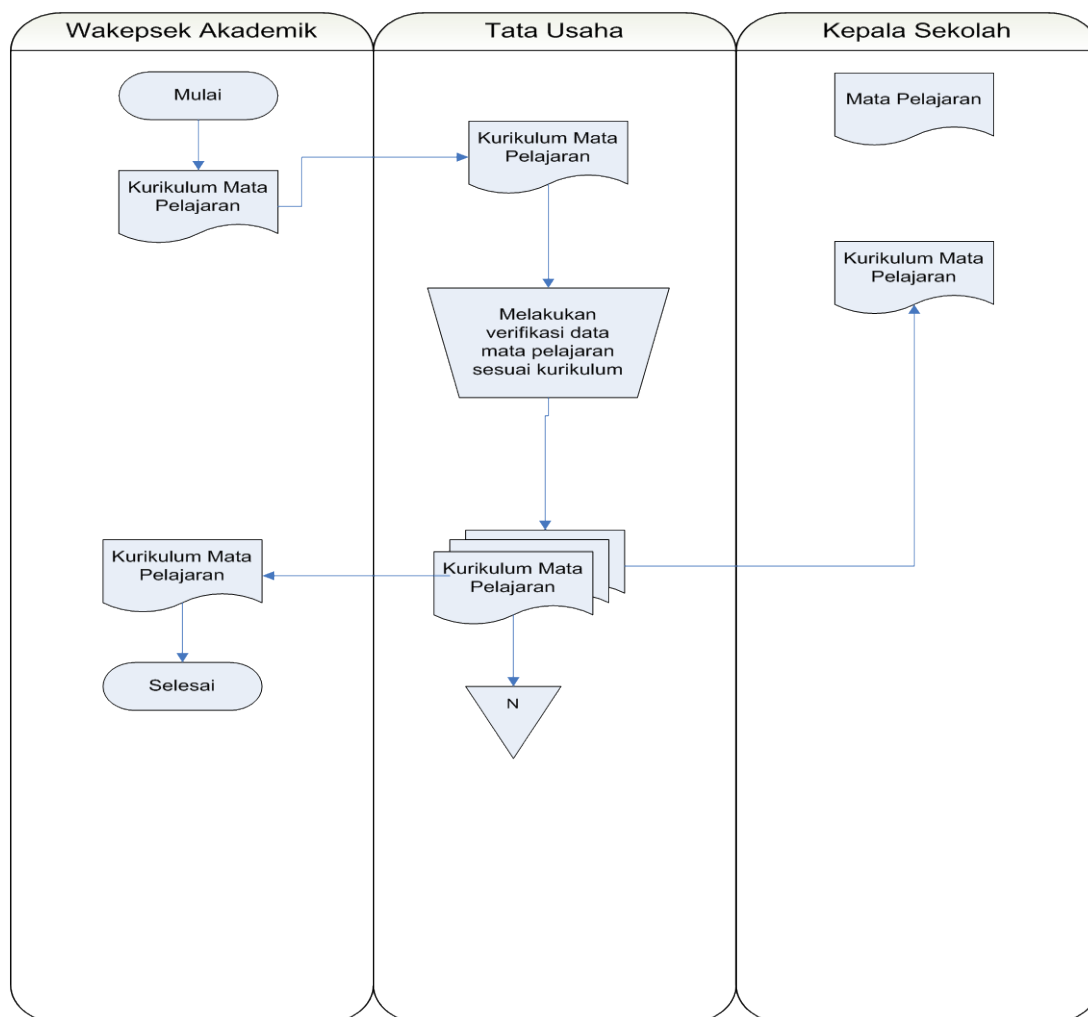 Wakepsek Akademik
Tata Usaha
Kepala Sekolah
Mulai
Kurikulum Mata
Pelajaran
Kurikulum Mata
Pelajaran
Mata Pelajaran
Kurikulum Mata
Pelajaran
Melakukan
verifikasi data
mata pelajaran
sesuai kurikulum
Kurikulum Mata
Pelajaran
Kurikulum Mata
Pelajaran
Selesai
N